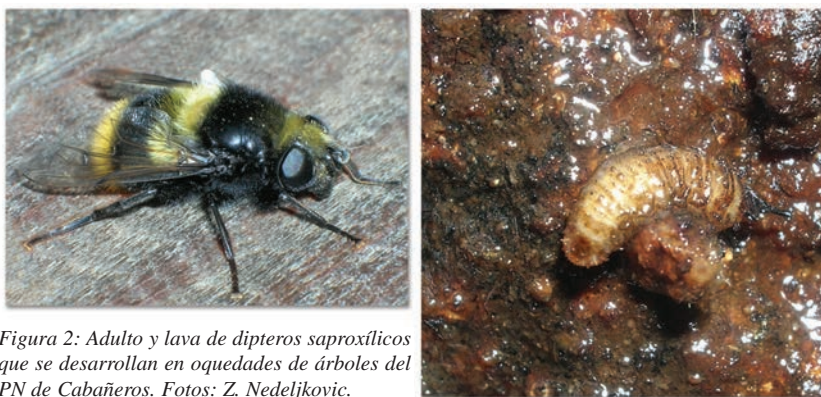 Figura 2: Adulto y lava de dipteros saproxílicos
que se desarrollan en oquedades de árboles del
PN de Cabañeros. Fotos: Z. Nedeljkovic.